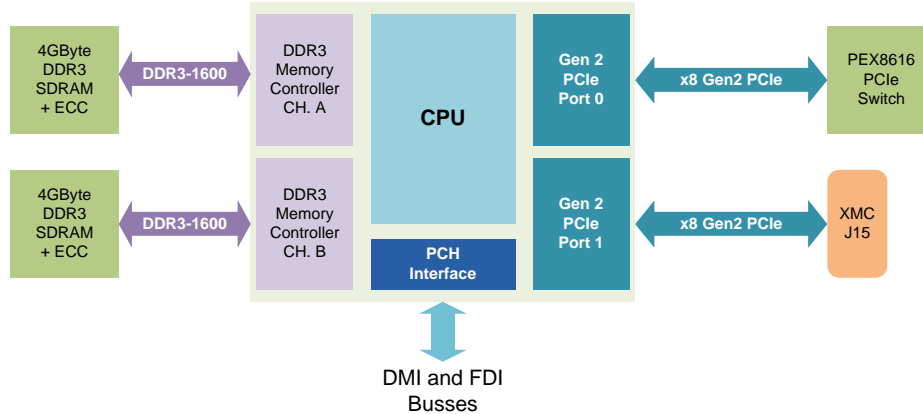 4GByte
DDR3
SDRAM
+ ECC
DDR3-1600
DDR3
Memory
Controller
CH. A
CPU
Gen 2
PCIe
Port 0
x8 Gen2 PCIe
PEX8616
PCIe
Switch
4GByte
DDR3
SDRAM
+ ECC
DDR3-1600
DDR3
Memory
Controller
CH. B
PCH
Interface
Gen 2
PCIe
Port 1
x8 Gen2 PCIe
XMC
J15
DMI and FDI
Busses